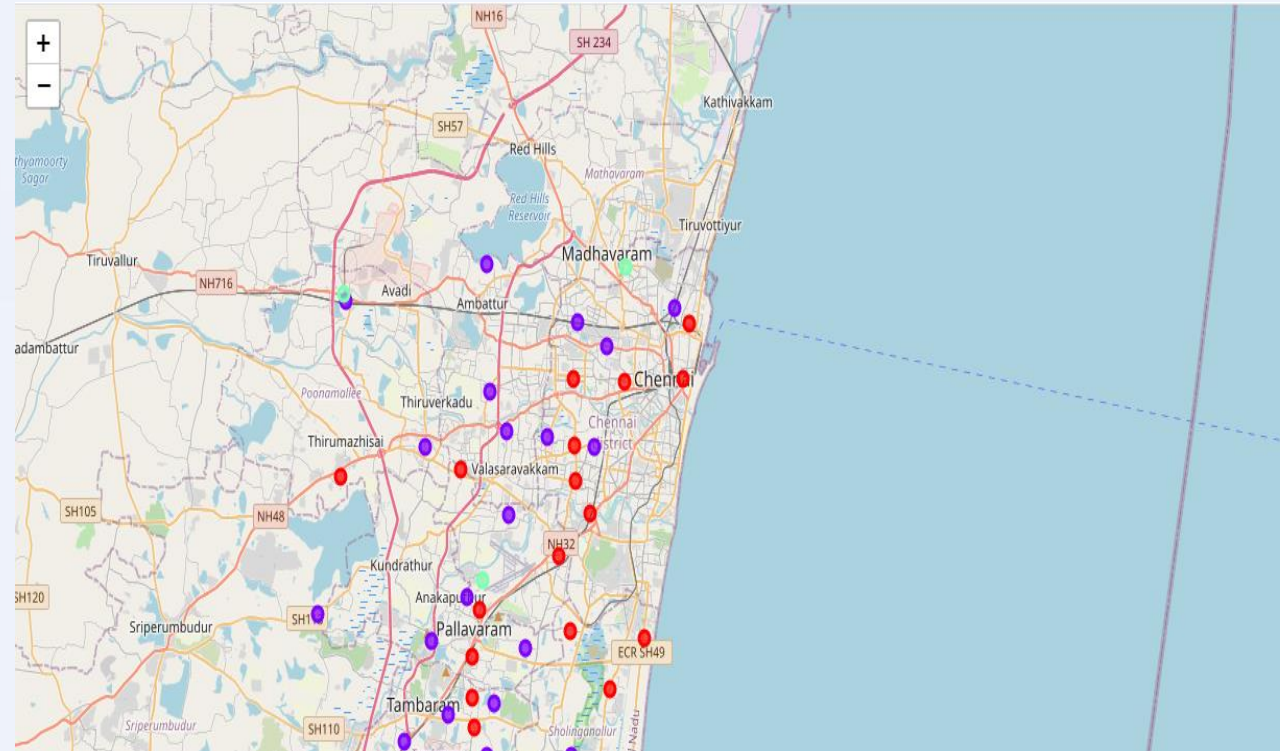 +
−
NH16
SH 234
Kathivakkam
SH57
Red Hills
thyamoorty
Sagar
Mathavaram
Red Hills
Reservoir
Tiruvottiyur
Madhavaram
Tiruvallur
NH716
Avadi
Ambattur
adambattur
Chennai
Poonamallee
Thiruverkadu
Chennai
District
Thirumazhisai
Valasaravakkam
SH105
NH48
NH32
Kundrathur
SH120
Sriperumbudur
Pallavaram
ECR SH49
Tambaram
Sriperumbudur
SH110
Sholinganallur
Nadu